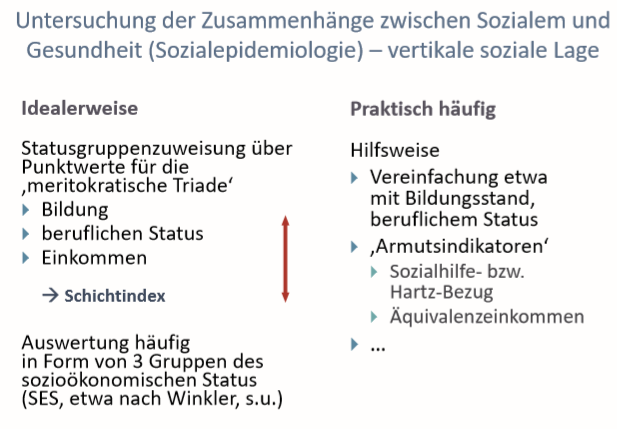 Untersuchung der Zusammenhänge zwischen Sozialem und
Gesundheit (Sozialepidemiologie) – vertikale soziale Lage
Idealerweise
Statusgruppenzuweisung über
Punktwerte für die
‚meritokratische Triade‘
Bildung
beruflichen Status
Einkommen
→ Schichtindex
Auswertung häufig
in Form von 3 Gruppen des
sozioökonomischen Status
(SES, etwa nach Winkler, s.u.)
Praktisch häufig
Hilfsweise
Vereinfachung etwa
mit Bildungsstand,
beruflichem Status
‚Armutsindikatoren‘
Sozialhilfe- bzw.
Hartz-Bezug
Äquivalenzeinkommen
...